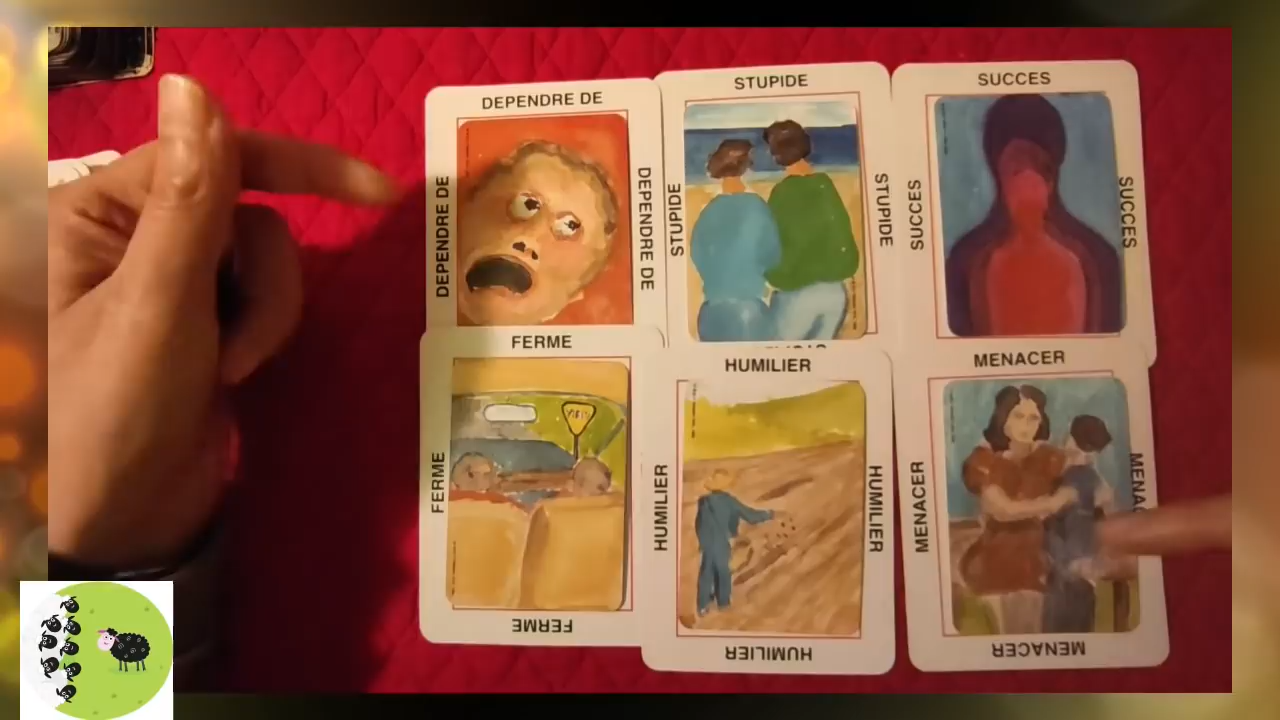 DEPENDRE DE
DEPENDRE DE
DEPENDRE DE
STUPIDE
STUPIDE
STUPIDE
SUCCES
SUCCES
SUCCES
FERME
FERME
FERME
HUMILIER
HUMILIER
HUMILIER
HUMILIER
MENACER
MENACER
MENAC
MENACER